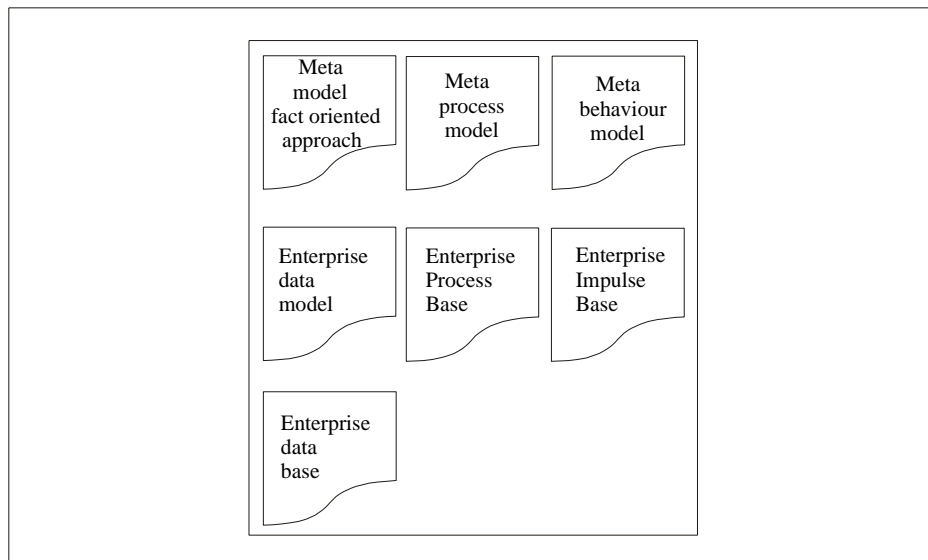 Meta
model
fact oriented
approach
Meta
process
model
Meta
behaviour
model
Enterprise
data
model
Enterprise
Process
Base
Enterprise
Impulse
Base
Enterprise
data
base